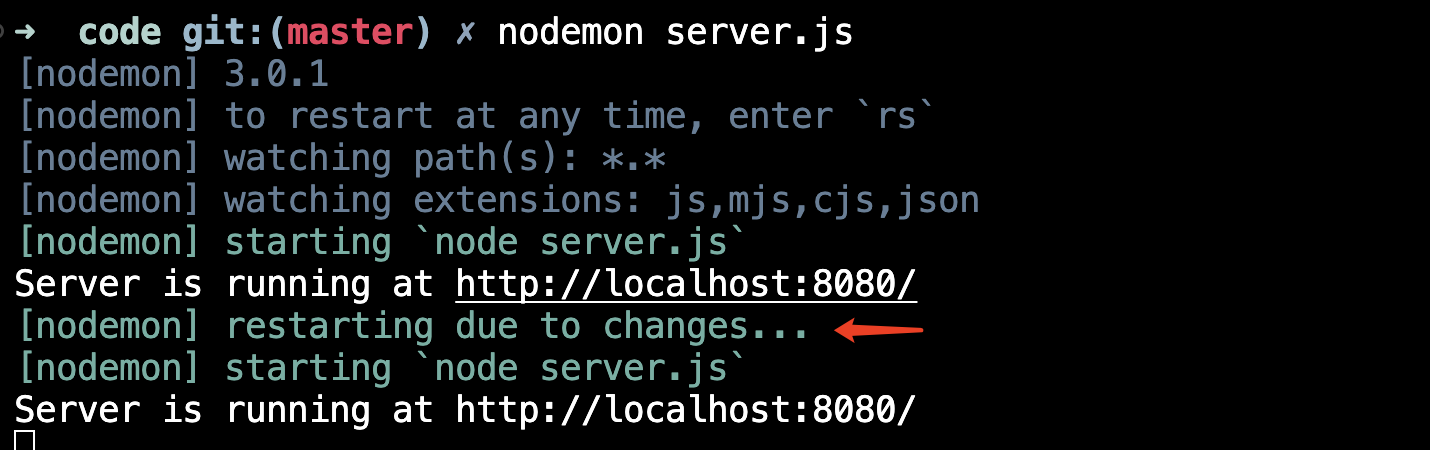 ➜ code git:(master) ✗ nodemon server.js
[nodemon] 3.0.1
[nodemon] to restart at any time, enter `rs`
[nodemon] watching path(s): *.*
[nodemon] watching extensions: js,mjs,cjs,json
[nodemon] starting `node server.js`
Server is running at http://localhost:8080/
[nodemon] restarting due to changes...
[nodemon] starting `node server.js`
Server is running at http://localhost:8080/